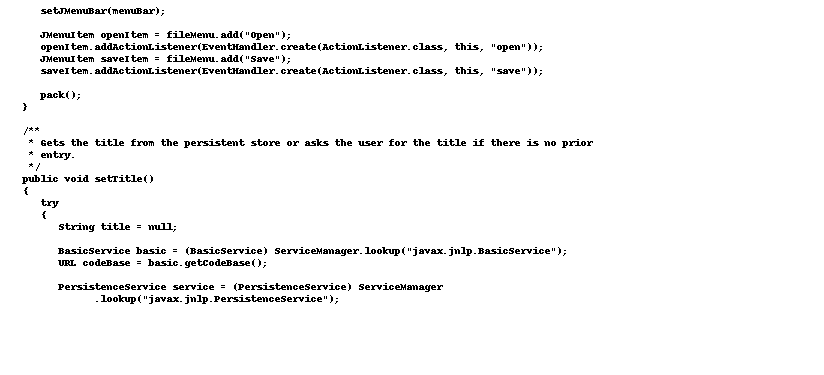 setJMenuBar(menuBar);

JMenuItem openItem = fileMenu.add("Open");
openItem.addActionListener(EventHandler.create(ActionListener.class, this, "open"));
JMenuItem saveItem = fileMenu.add("Save");
saveItem.addActionListener(EventHandler.create(ActionListener.class, this, "save"));

pack();
}

/**
* Gets the title from the persistent store or asks the user for the title if there is no prior
* entry.
*/
public void setTitle()
{
try
{
String title = null;

BasicService basic = (BasicService) ServiceManager.lookup("javax.jnlp.BasicService");
URL codeBase = basic.getCodeBase();

PersistenceService service = (PersistenceService) ServiceManager
.lookup("javax.jnlp.PersistenceService");